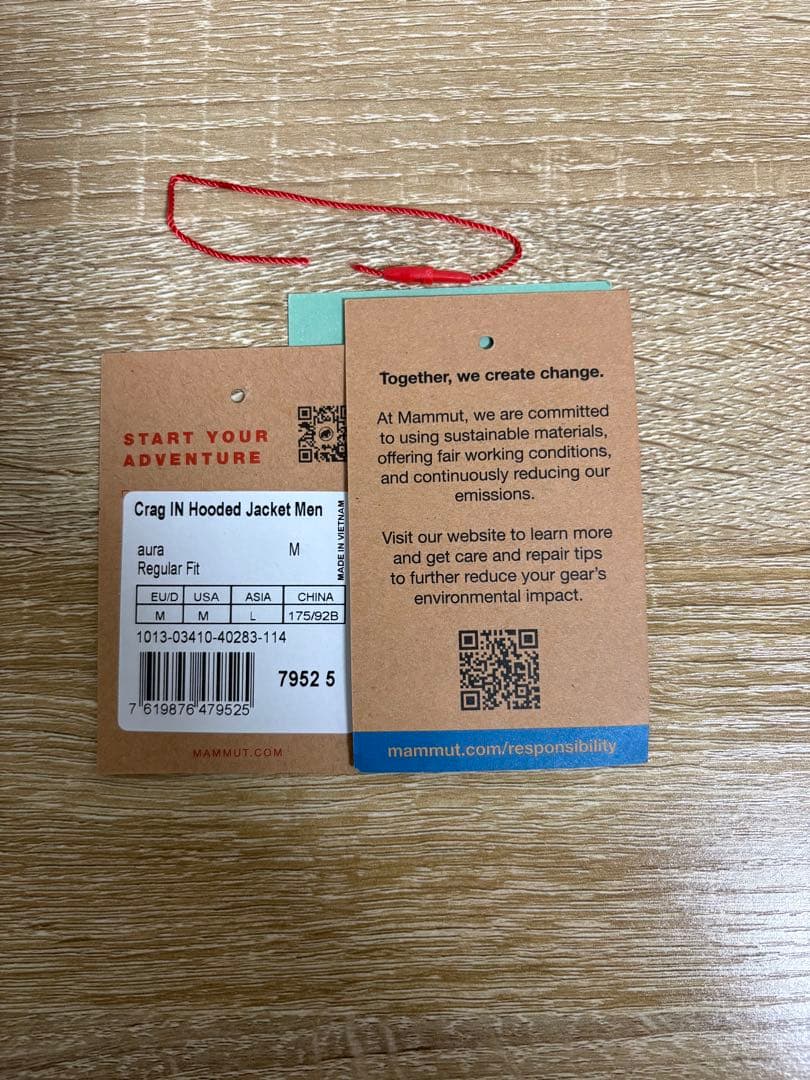 START YOUR
ADVENTURE
Crag IN Hooded Jacket Men
aura M
Regular Fit
MADE IN VIETNAM
EU/D USA ASIA CHINA
M M L 175/92B
1013-03410-40283-114
7952 5
7 619876 479525
MAMMUT.COM
Together, we create change.
At Mammut, we are committed
to using sustainable materials,
offering fair working conditions,
and continuously reducing our
emissions.
Visit our website to learn more
and get care and repair tips
to further reduce your gear's
environmental impact.
mammut.com/responsibility